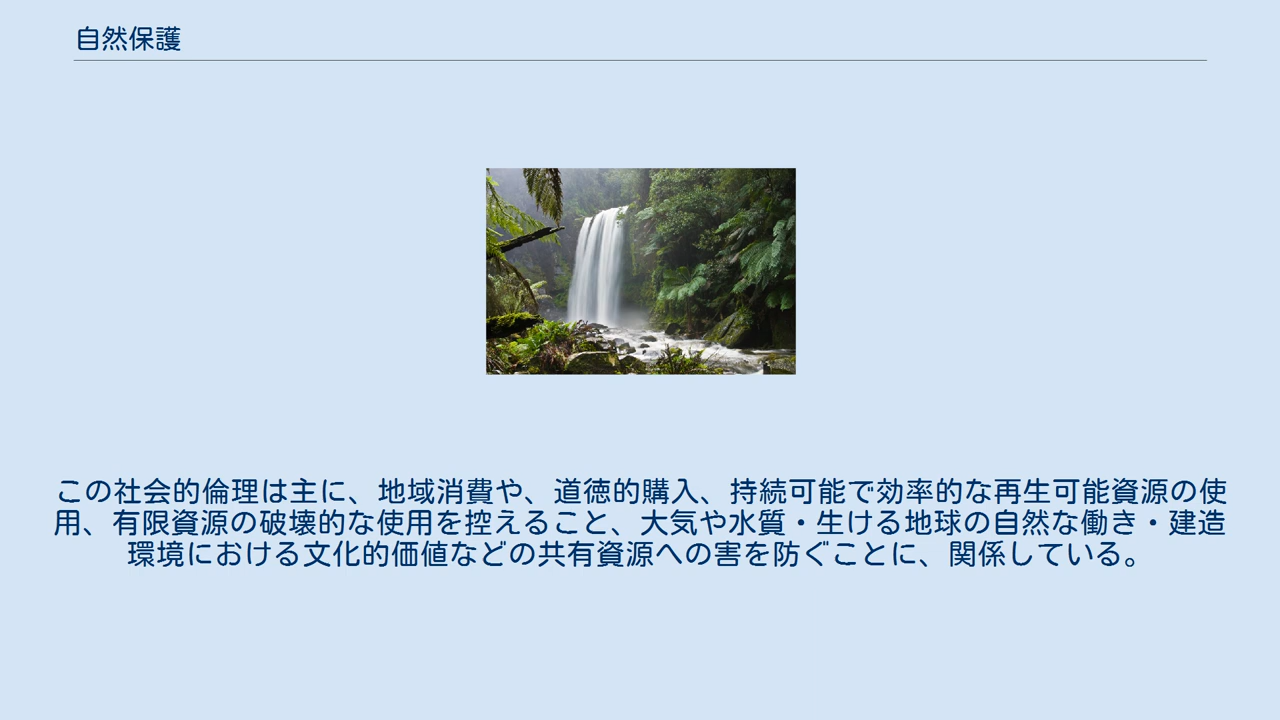 自然保護
この社会的倫理は主に、地域消費や、道徳的購入、持続可能で効率的な再生可能資源の使
用、有限資源の破壊的な使用を控えること、大気や水質・生ける地球の自然な働き・建造
環境における文化的価値などの共有資源への害を防ぐことに、関係している。